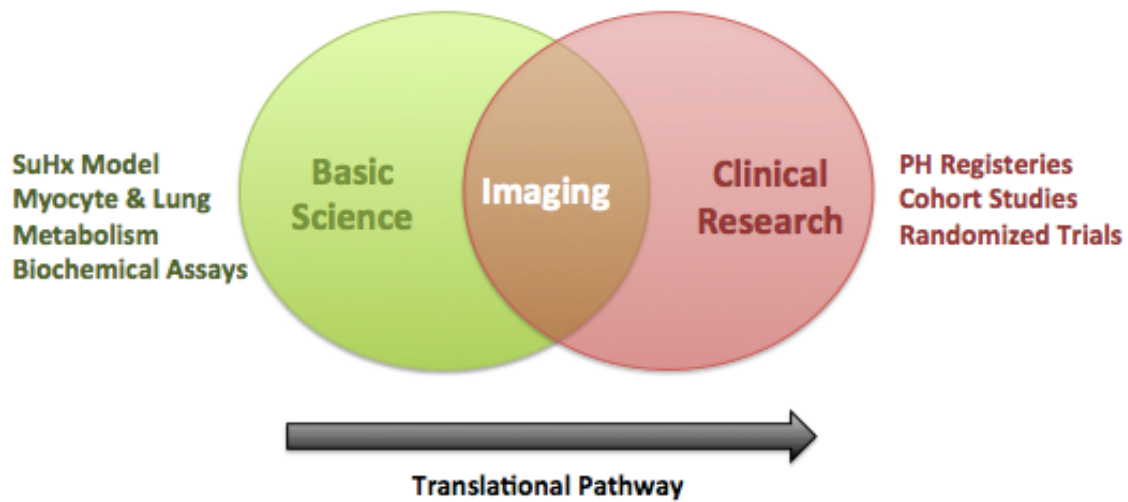 SuHx Model
Myocyte & Lung
Metabolism
Biochemical Assays
Basic
Science
Imaging
Clinical
Research
PH Registeries
Cohort Studies
Randomized Trials
Translational Pathway